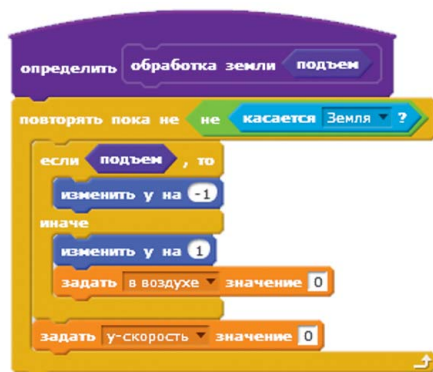 определить обработка земли подъем
повторять пока не не касается Земля ?
если подъем , то
изменить y на -1
иначе
изменить y на 1
задать в воздухе значение 0
задать y-скорость значение 0